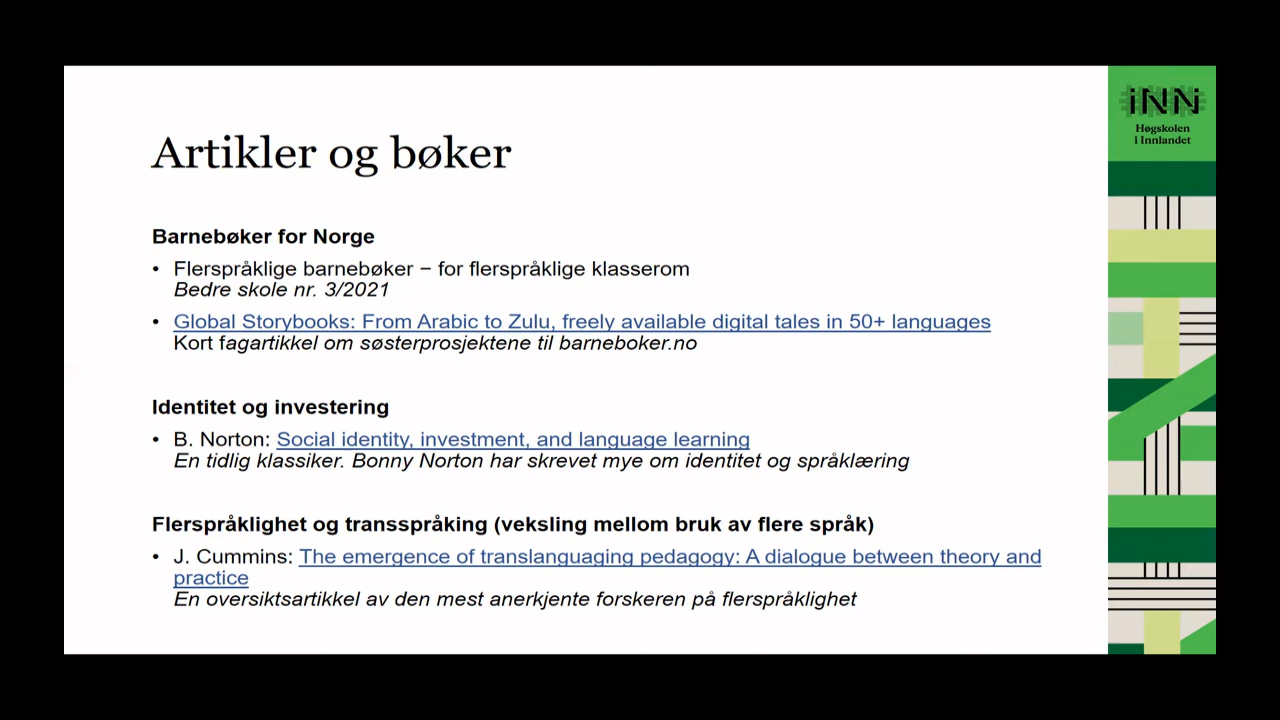 Artikler og bøker
Barnebøker for Norge
• Flerspråklige barnebøker – for flerspråklige klasserom
Bedre skole nr. 3/2021
• Global Storybooks: From Arabic to Zulu, freely available digital tales in 50+ languages
Kort fagartikkel om søsterprosjektene til barneboker.no
Identitet og investering
• B. Norton: Social identity, investment, and language learning
En tidlig klassiker. Bonny Norton har skrevet mye om identitet og språklæring
Flerspråklighet og transspråking (veksling mellom bruk av flere språk)
• J. Cummins: The emergence of translanguaging pedagogy: A dialogue between theory and
practice
En oversiktsartikkel av den mest anerkjente forskeren på flerspråklighet
iNN
Høgskolen
i Innlandet